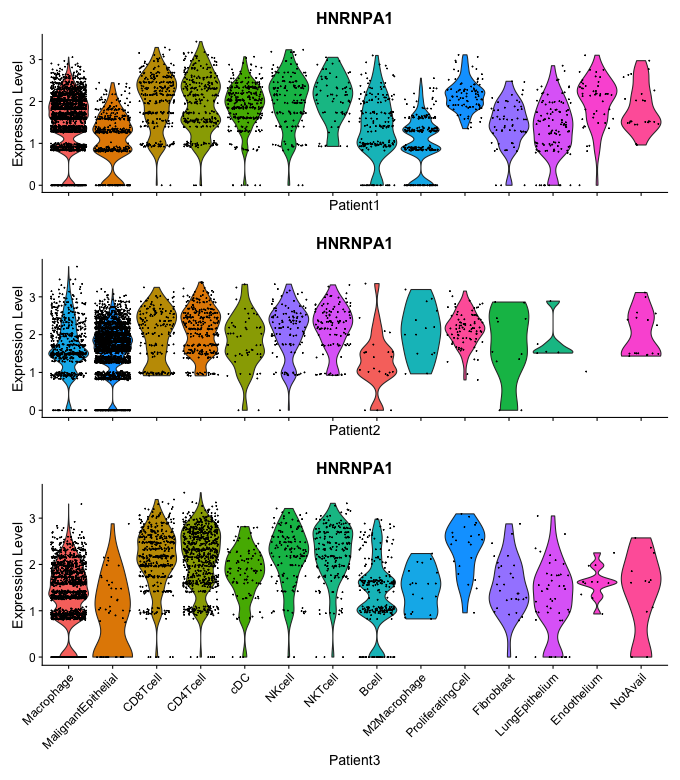 HNRNPA1
Expression Level
3
2
1
0
Patient1
HNRNPA1
Expression Level
3
2
1
0
Patient2
HNRNPA1
Expression Level
3
2
1
0
Macrophage
MalignantEpithelial
CD8Tcell
CD4Tcell
cDC
NKcell
NKTcell
Bcell
M2Macrophage
ProliferatingCell
Fibroblast
LungEpithelium
Endothelium
NotAvail
Patient3